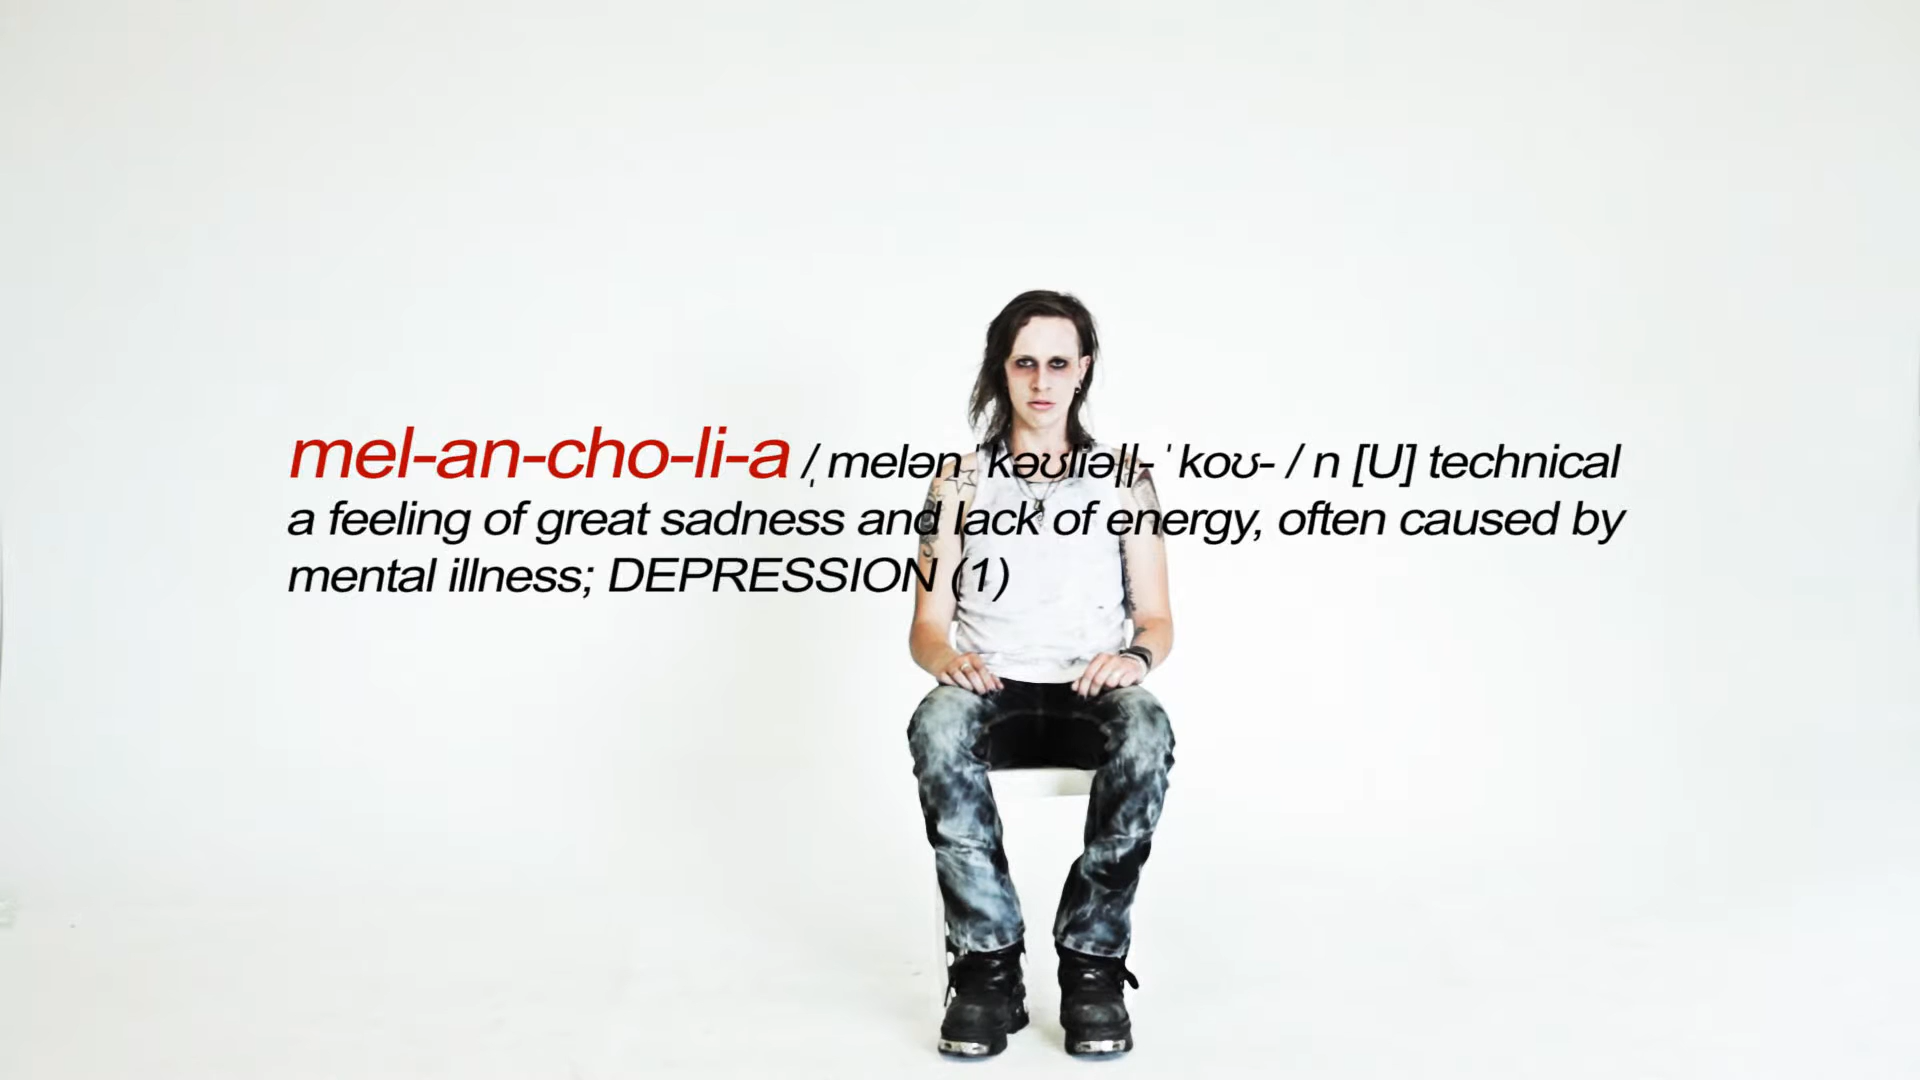 mel-an-cho-li-a /ˌmelənˈkəʊliəǁ-ˈkoʊ- / n [U] technical
a feeling of great sadness and lack of energy, often caused by
mental illness; DEPRESSION (1)